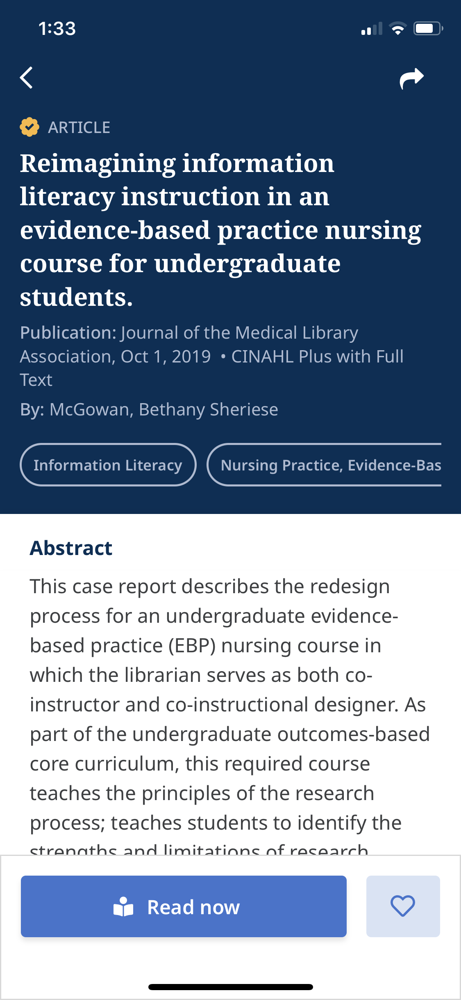 1:33
ARTICLE
Reimagining information
literacy instruction in an
evidence-based practice nursing
course for undergraduate
students.
Publication: Journal of the Medical Library
Association, Oct 1, 2019 • CINAHL Plus with Full
Text
By: McGowan, Bethany Sheriese
Information Literacy
Nursing Practice, Evidence-Bas
Abstract
This case report describes the redesign
process for an undergraduate evidence-
based practice (EBP) nursing course in
which the librarian serves as both co-
instructor and co-instructional designer. As
part of the undergraduate outcomes-based
core curriculum, this required course
teaches the principles of the research
process; teaches students to identify the
strengths and limitations of research
Read now